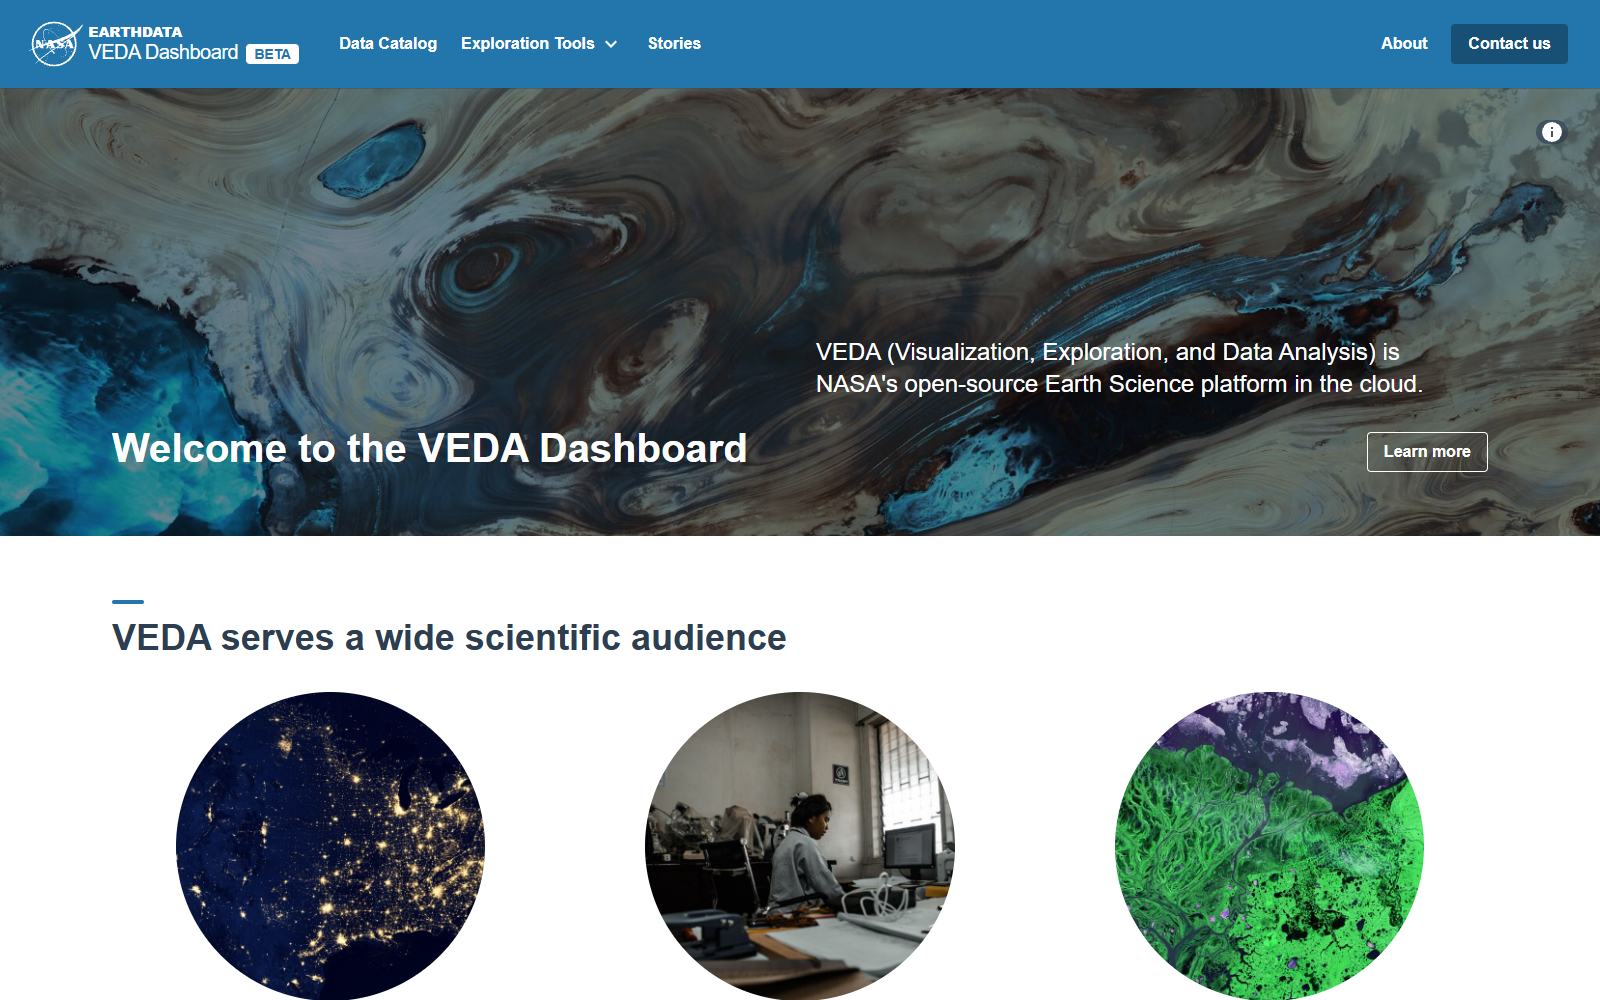 NASA
EARTHDATA
VEDA Dashboard BETA
Data Catalog
Exploration Tools
Stories
About
Contact us
i
VEDA (Visualization, Exploration, and Data Analysis) is
NASA's open-source Earth Science platform in the cloud.
Welcome to the VEDA Dashboard
Learn more
VEDA serves a wide scientific audience